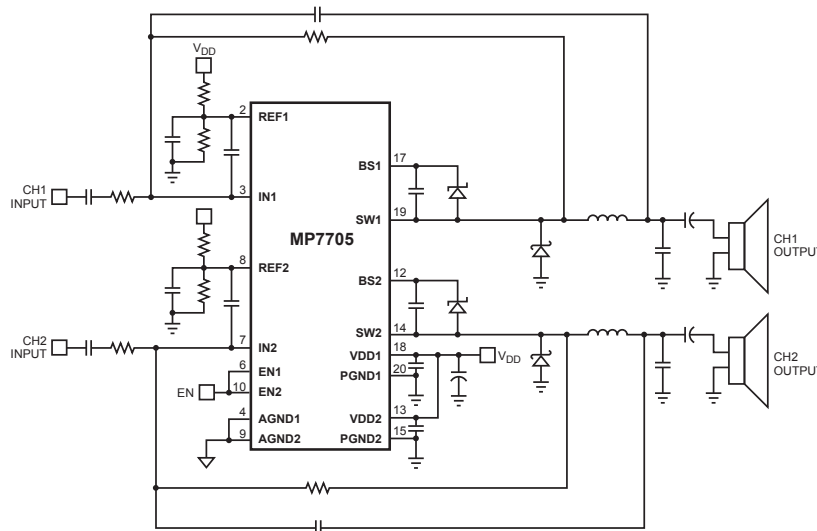 VDD
2 REF1
BS1 17
CH1
INPUT
3 IN1
SW1 19
MP7705
CH1
OUTPUT
8 REF2
BS2 12
CH2
INPUT
7 IN2
SW2 14
VDD1 18
VDD
PGND1 20
CH2
OUTPUT
6 EN1
EN
10 EN2
4 AGND1
VDD2 13
9 AGND2
PGND2 15